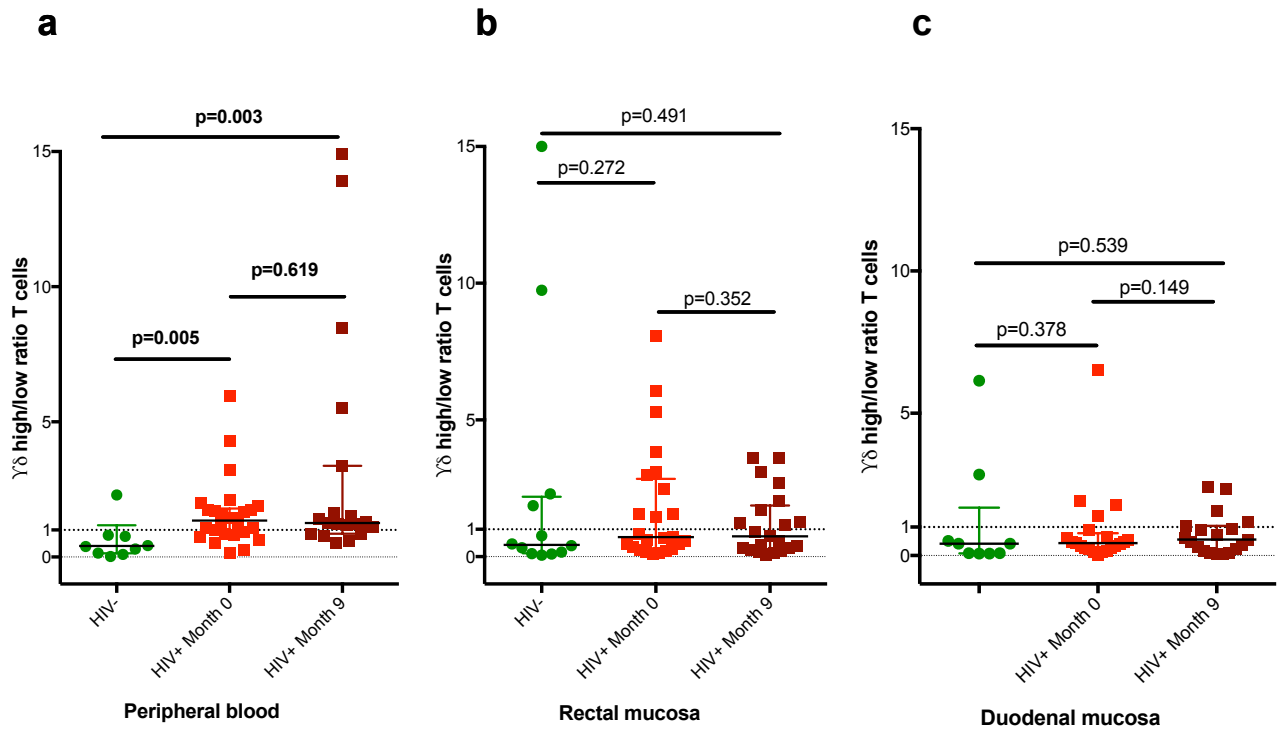 a
p=0.003
p=0.619
p=0.005
ϒδ high/low ratio T cells
15
10
5
1
0
HIV-
HIV+ Month 0
HIV+ Month 9
Peripheral blood
b
p=0.491
p=0.272
p=0.352
ϒδ high/low ratio T cells
15
10
5
1
0
HIV-
HIV+ Month 0
HIV+ Month 9
Rectal mucosa
c
p=0.539
p=0.149
p=0.378
ϒδ high/low ratio T cells
15
10
5
1
0
HIV+ Month 0
HIV+ Month 9
Duodenal mucosa